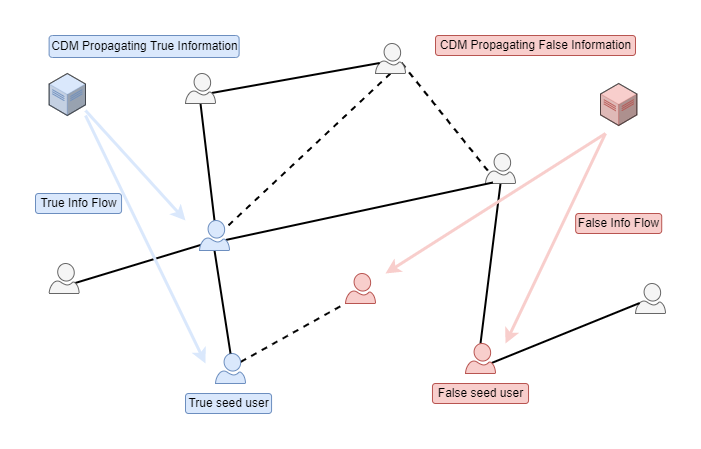 CDM Propagating True Information
CDM Propagating False Information
True Info Flow
False Info Flow
True seed user
False seed user